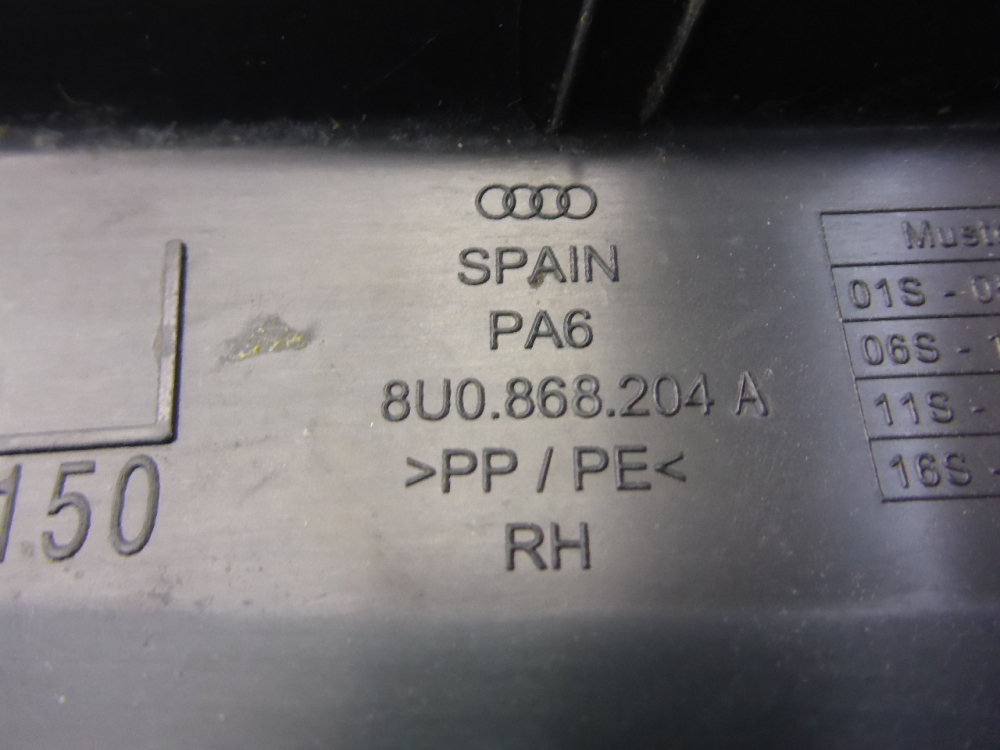 SPAIN
PA6
8U0.868.204 A
>PP / PE<
RH
150
01S -
06S -
11S -
16S -